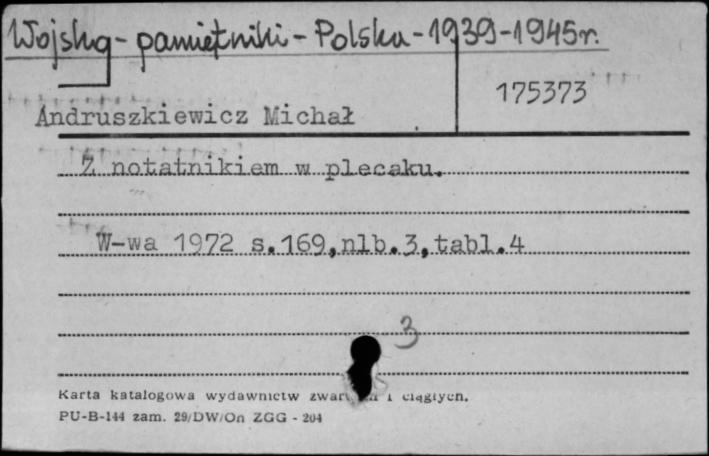 Wojsko - pamiętniki - Polska - 1939-1945r.
175373
Andruszkiewicz Michał
Z notatnikiem w plecaku.
W-wa 1972 s.169,nlb.3,tabl.4
3
Karta katalogowa wydawnictw i ciągłych.
PU-B-144 zam. 29/DW/On ZGG - 204